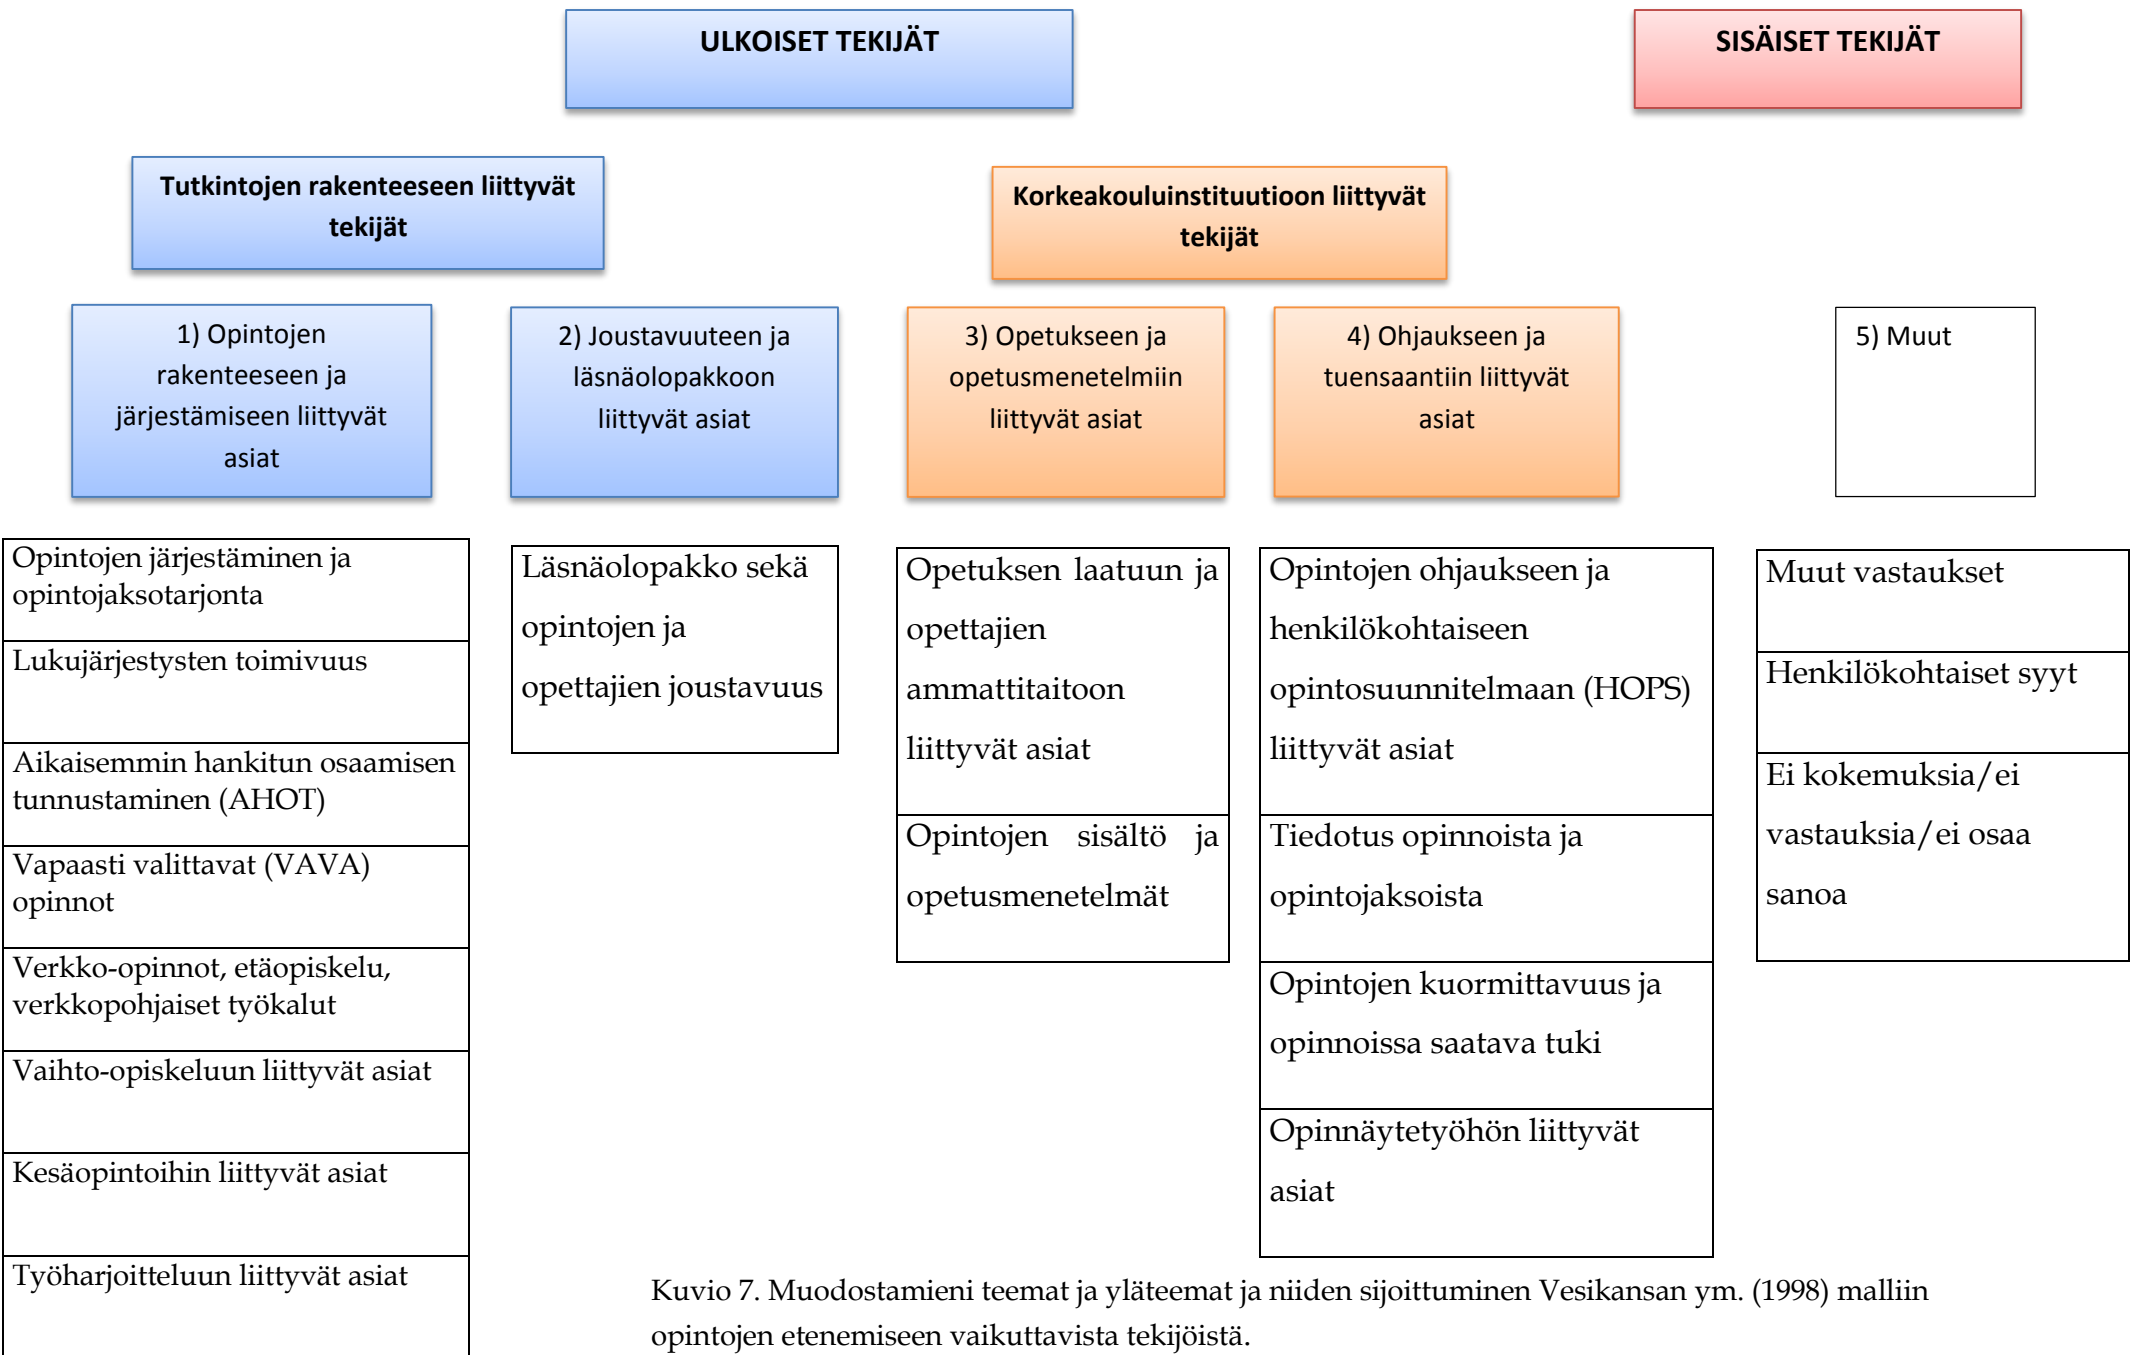 ULKOISET TEKIJÄT
SISÄISET TEKIJÄT
Tutkintojen rakenteeseen liittyvät
tekijät
Korkeakouluinstituutioon liittyvät
tekijät
1) Opintojen
rakenteeseen ja
järjestämiseen liittyvät
asiat
2) Joustavuuteen ja
läsnäolopakkoon
liittyvät asiat
3) Opetukseen ja
opetusmenetelmiin
liittyvät asiat
4) Ohjaukseen ja
tuensaantiin liittyvät
asiat
5) Muut
Opintojen järjestäminen ja
opintojaksotarjonta
Lukujärjestysten toimivuus
Aikaisemmin hankitun osaamisen
tunnustaminen (AHOT)
Vapaasti valittavat (VAVA)
opinnot
Verkko-opinnot, etäopiskelu,
verkkopohjaiset työkalut
Vaihto-opiskeluun liittyvät asiat
Kesäopintoihin liittyvät asiat
Työharjoitteluun liittyvät asiat
Läsnäolopakko sekä
opintojen ja
opettajien joustavuus
Opetuksen laatuun ja
opettajien
ammattitaitoon
liittyvät asiat
Opintojen sisältö ja
opetusmenetelmät
Opintojen ohjaukseen ja
henkilökohtaiseen
opintosuunnitelmaan (HOPS)
liittyvät asiat
Tiedotus opinnoista ja
opintojaksoista
Opintojen kuormittavuus ja
opinnoissa saatava tuki
Opinnäytetyöhön liittyvät
asiat
Muut vastaukset
Henkilökohtaiset syyt
Ei kokemuksia/ei
vastauksia/ei osaa
sanoa
Kuvio 7. Muodostamieni teemat ja yläteemat ja niiden sijoittuminen Vesikansan ym. (1998) malliin
opintojen etenemiseen vaikuttavista tekijöistä.